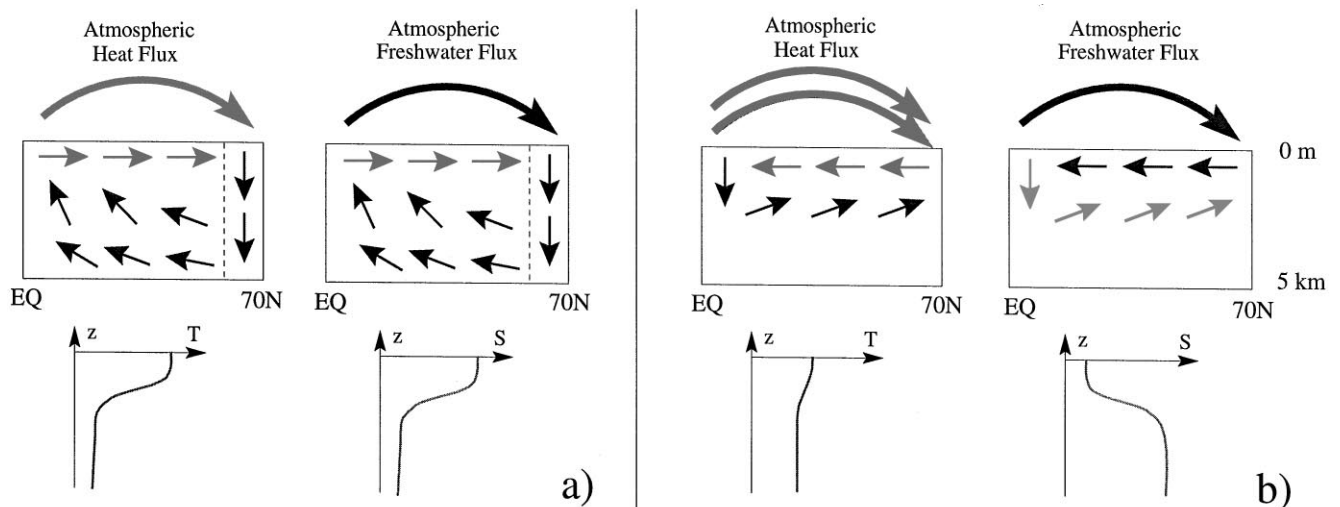 Atmospheric
Heat Flux
Atmospheric
Freshwater Flux
EQ
70N
EQ
70N
z
T
z
S
a)
Atmospheric
Heat Flux
Atmospheric
Freshwater Flux
0 m
5 km
EQ
70N
EQ
70N
z
T
z
S
b)